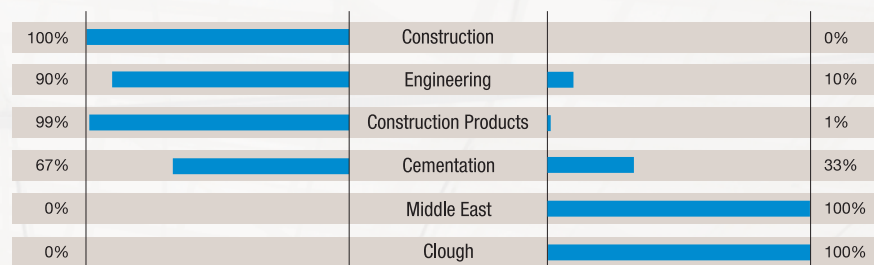 100% Construction 0%
90% Engineering 10%
99% Construction Products 1%
67% Cementation 33%
0% Middle East 100%
0% Clough 100%